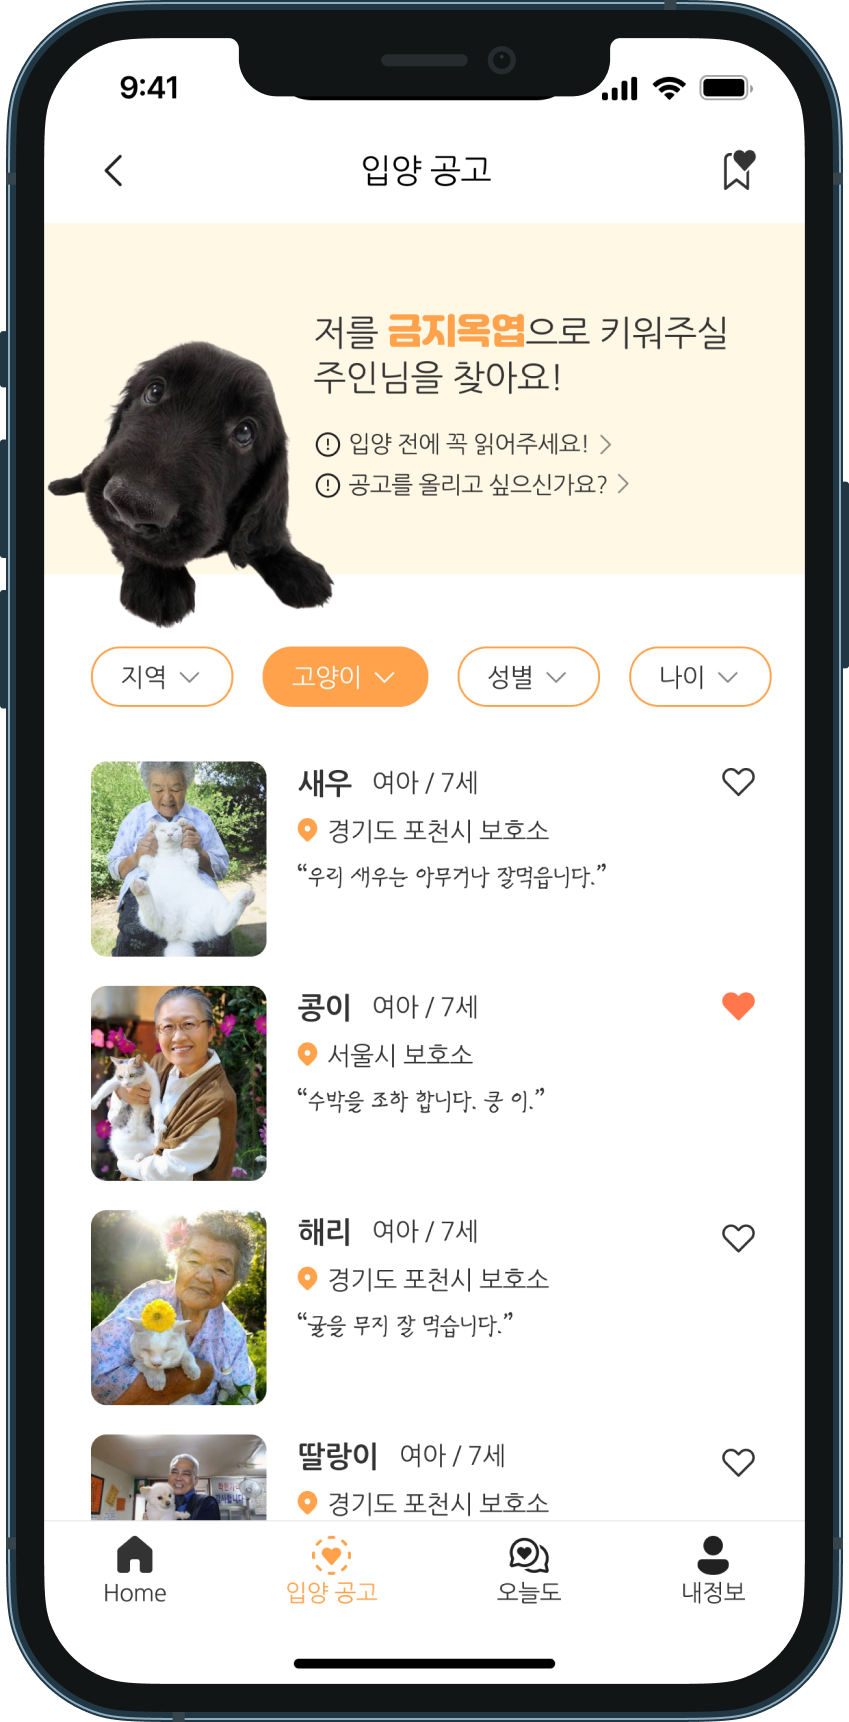 9:41
입양 공고
저를 금지옥엽으로 키워주실
주인님을 찾아요!
입양 전에 꼭 읽어주세요!
공고를 올리고 싶으신가요?
지역
고양이
성별
나이
새우 여아 / 7세
경기도 포천시 보호소
“우리 새우는 아무거나 잘먹읍니다.”
콩이 여아 / 7세
서울시 보호소
“수박을 조하 합니다. 콩 이.”
해리 여아 / 7세
경기도 포천시 보호소
“귤을 무지 잘 먹습니다.”
딸랑이 여아 / 7세
경기도 포천시 보호소
Home
입양 공고
오늘도
내정보